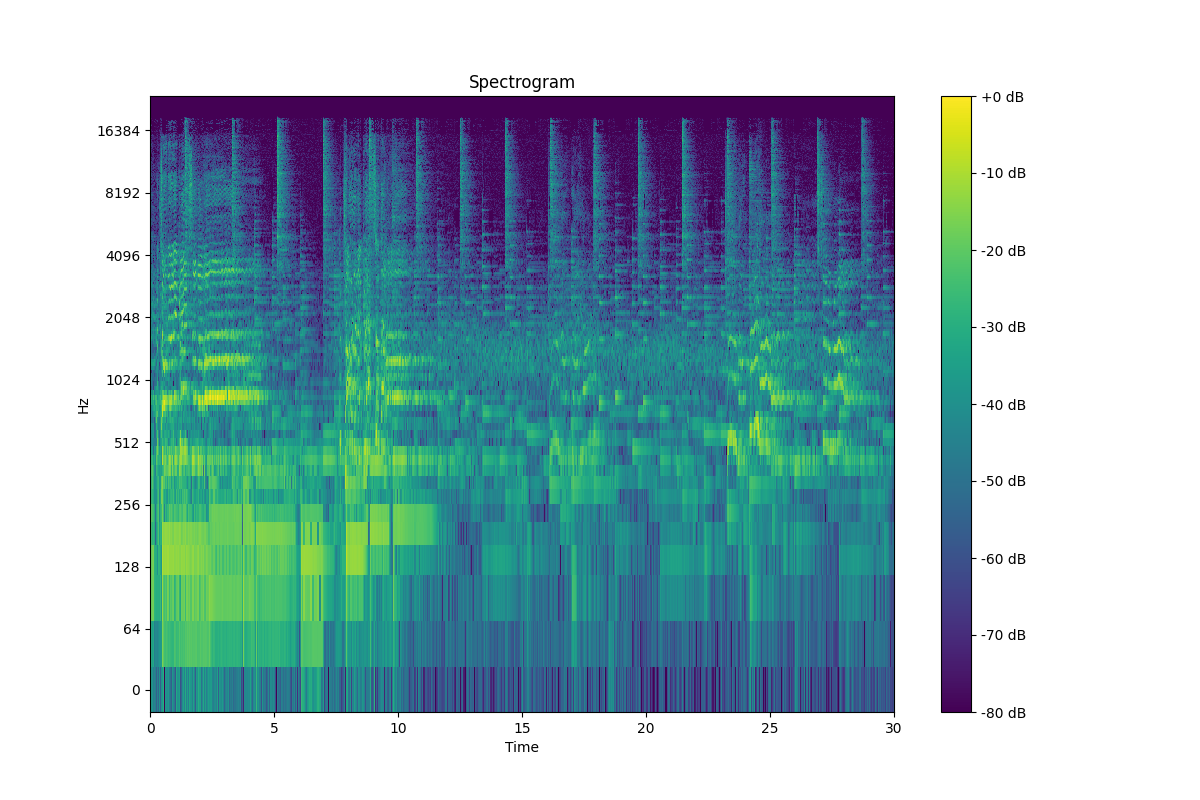 Spectrogram
16384
8192
4096
2048
1024
512
256
128
64
0
Hz
0 5 10 15 20 25 30
Time
+0 dB
-10 dB
-20 dB
-30 dB
-40 dB
-50 dB
-60 dB
-70 dB
-80 dB